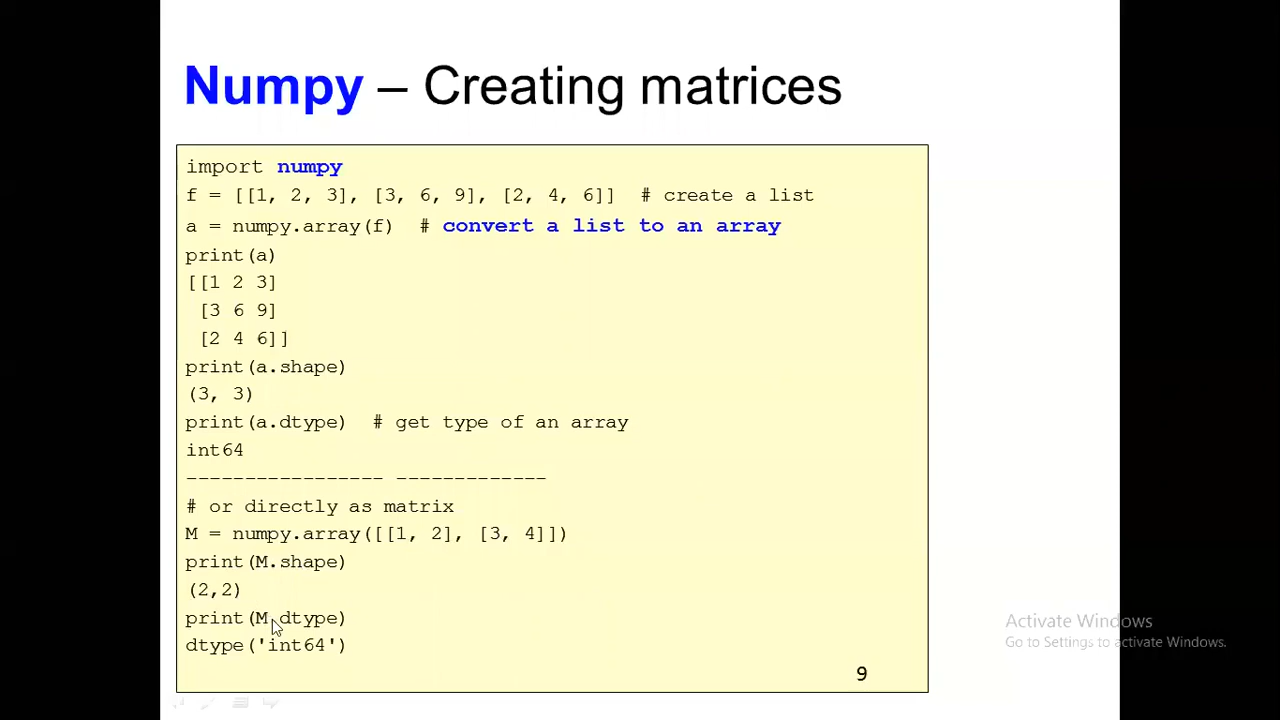 Numpy – Creating matrices
import numpy
f = [[1, 2, 3], [3, 6, 9], [2, 4, 6]]  # create a list
a = numpy.array(f)  # convert a list to an array
print(a)
[[1 2 3]
 [3 6 9]
 [2 4 6]]
print(a.shape)
(3, 3)
print(a.dtype)  # get type of an array
int64
----------------- -------------
# or directly as matrix
M = numpy.array([[1, 2], [3, 4]])
print(M.shape)
(2,2)
print(M.dtype)
dtype('int64')
9
Activate Windows
Go to Settings to activate Windows.